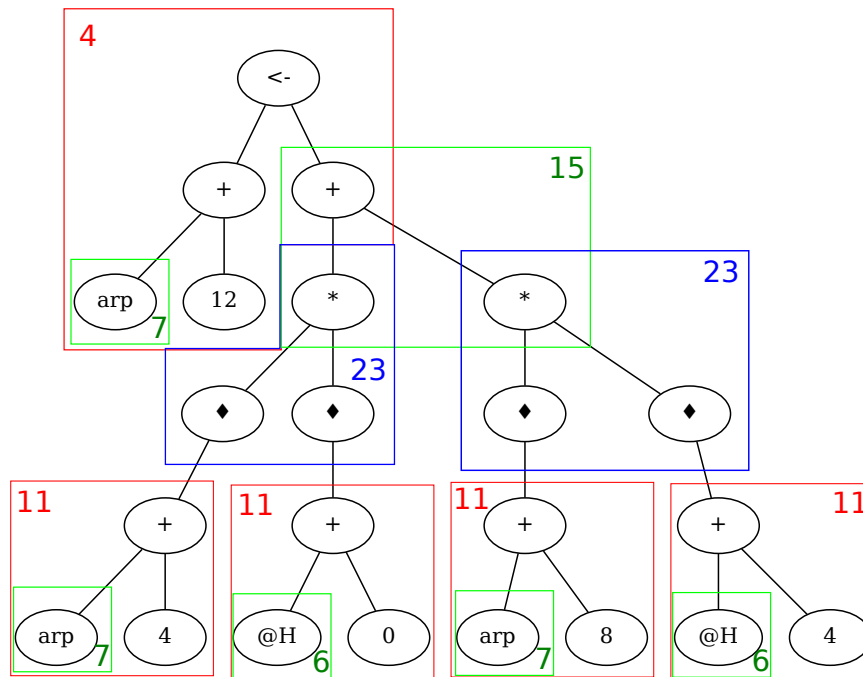 4
<-
15
+ +
23
arp 12 * *
7
23
♦ ♦ ♦ ♦
11 11 11 11
+ + + +
arp 4 @H 0 arp 8 @H 4
7 6 7 6